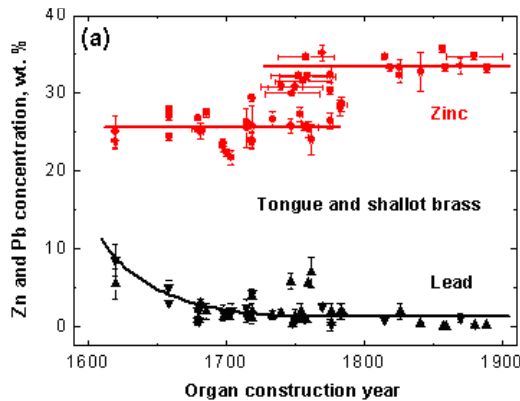 (a)
40
30
20
10
0
Zn and Pb concentration, wt. %
Zinc
Tongue and shallot brass
Lead
1600 1700 1800 1900
Organ construction year